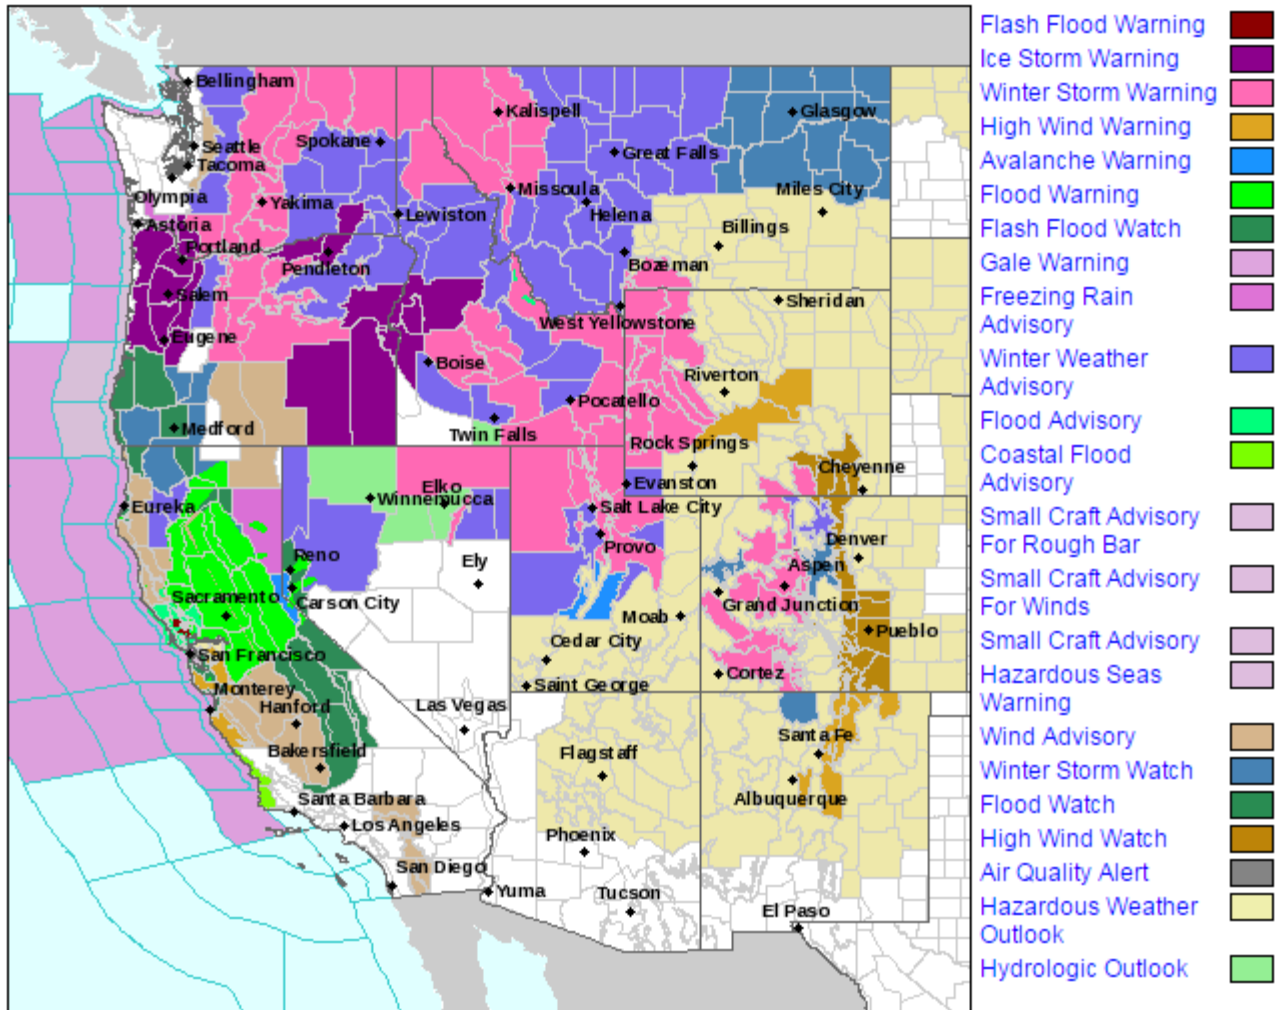 Bellingham
Seattle
Tacoma
Olympia
Astoria
Portland
Salem
Eugene
Medford
Spokane
Yakima
Pendleton
Lewiston
Kalispell
Missoula
Great Falls
Helena
Bozeman
Glasgow
Miles City
Billings
Sheridan
West Yellowstone
Boise
Pocatello
Twin Falls
Riverton
Rock Springs
Evanston
Cheyenne
Eureka
Winnemucca
Elko
Reno
Carson City
Ely
Sacramento
San Francisco
Monterey
Hanford
Bakersfield
Santa Barbara
Los Angeles
San Diego
Las Vegas
Salt Lake City
Provo
Moab
Cedar City
Saint George
Denver
Aspen
Grand Junction
Pueblo
Cortez
Flagstaff
Phoenix
Yuma
Tucson
Santa Fe
Albuquerque
El Paso
Flash Flood Warning
Ice Storm Warning
Winter Storm Warning
High Wind Warning
Avalanche Warning
Flood Warning
Flash Flood Watch
Gale Warning
Freezing Rain
Advisory
Winter Weather
Advisory
Flood Advisory
Coastal Flood
Advisory
Small Craft Advisory
For Rough Bar
Small Craft Advisory
For Winds
Small Craft Advisory
Hazardous Seas
Warning
Wind Advisory
Winter Storm Watch
Flood Watch
High Wind Watch
Air Quality Alert
Hazardous Weather
Outlook
Hydrologic Outlook